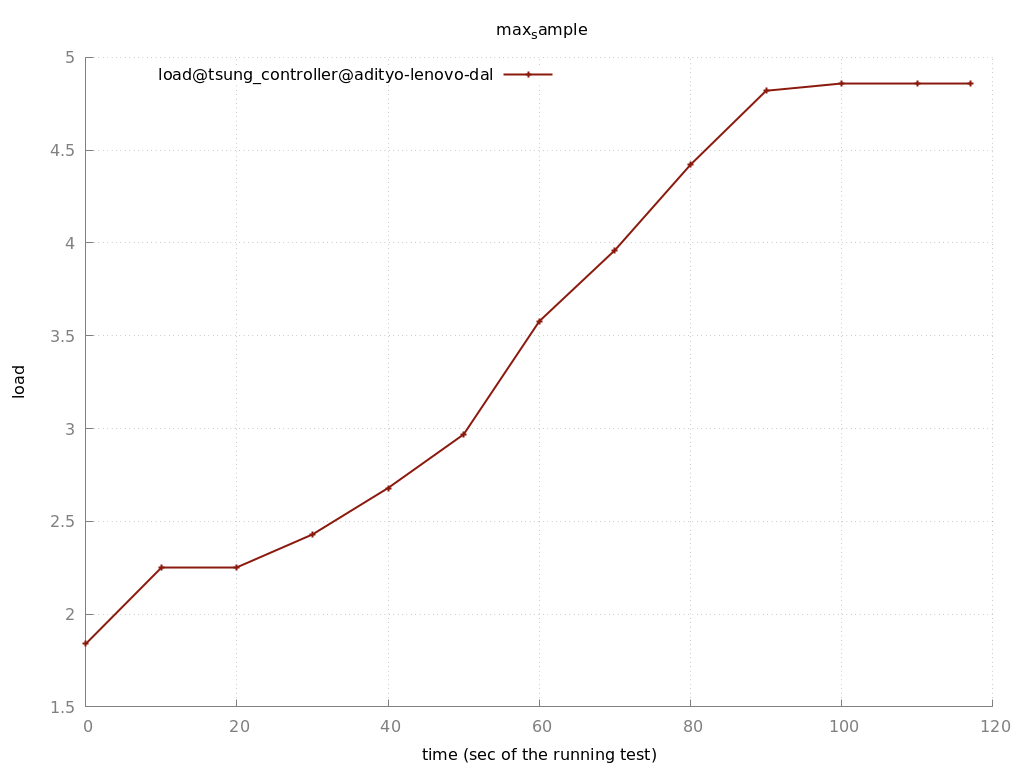 maxₛample
load@tsung_controller@adityo-lenovo-dal
5
4.5
4
3.5
3
2.5
2
1.5
load
0 20 40 60 80 100 120
time (sec of the running test)